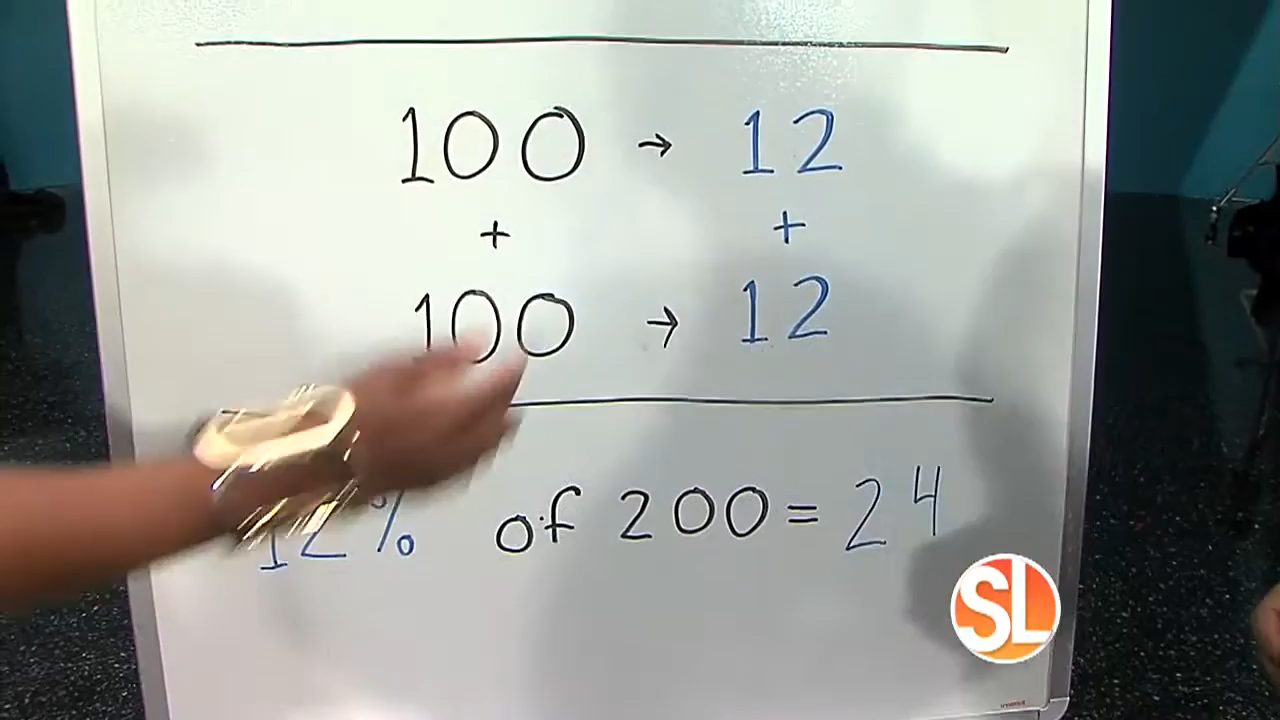 100 → 12
+ +
100 → 12
12% of 200 = 24
SL